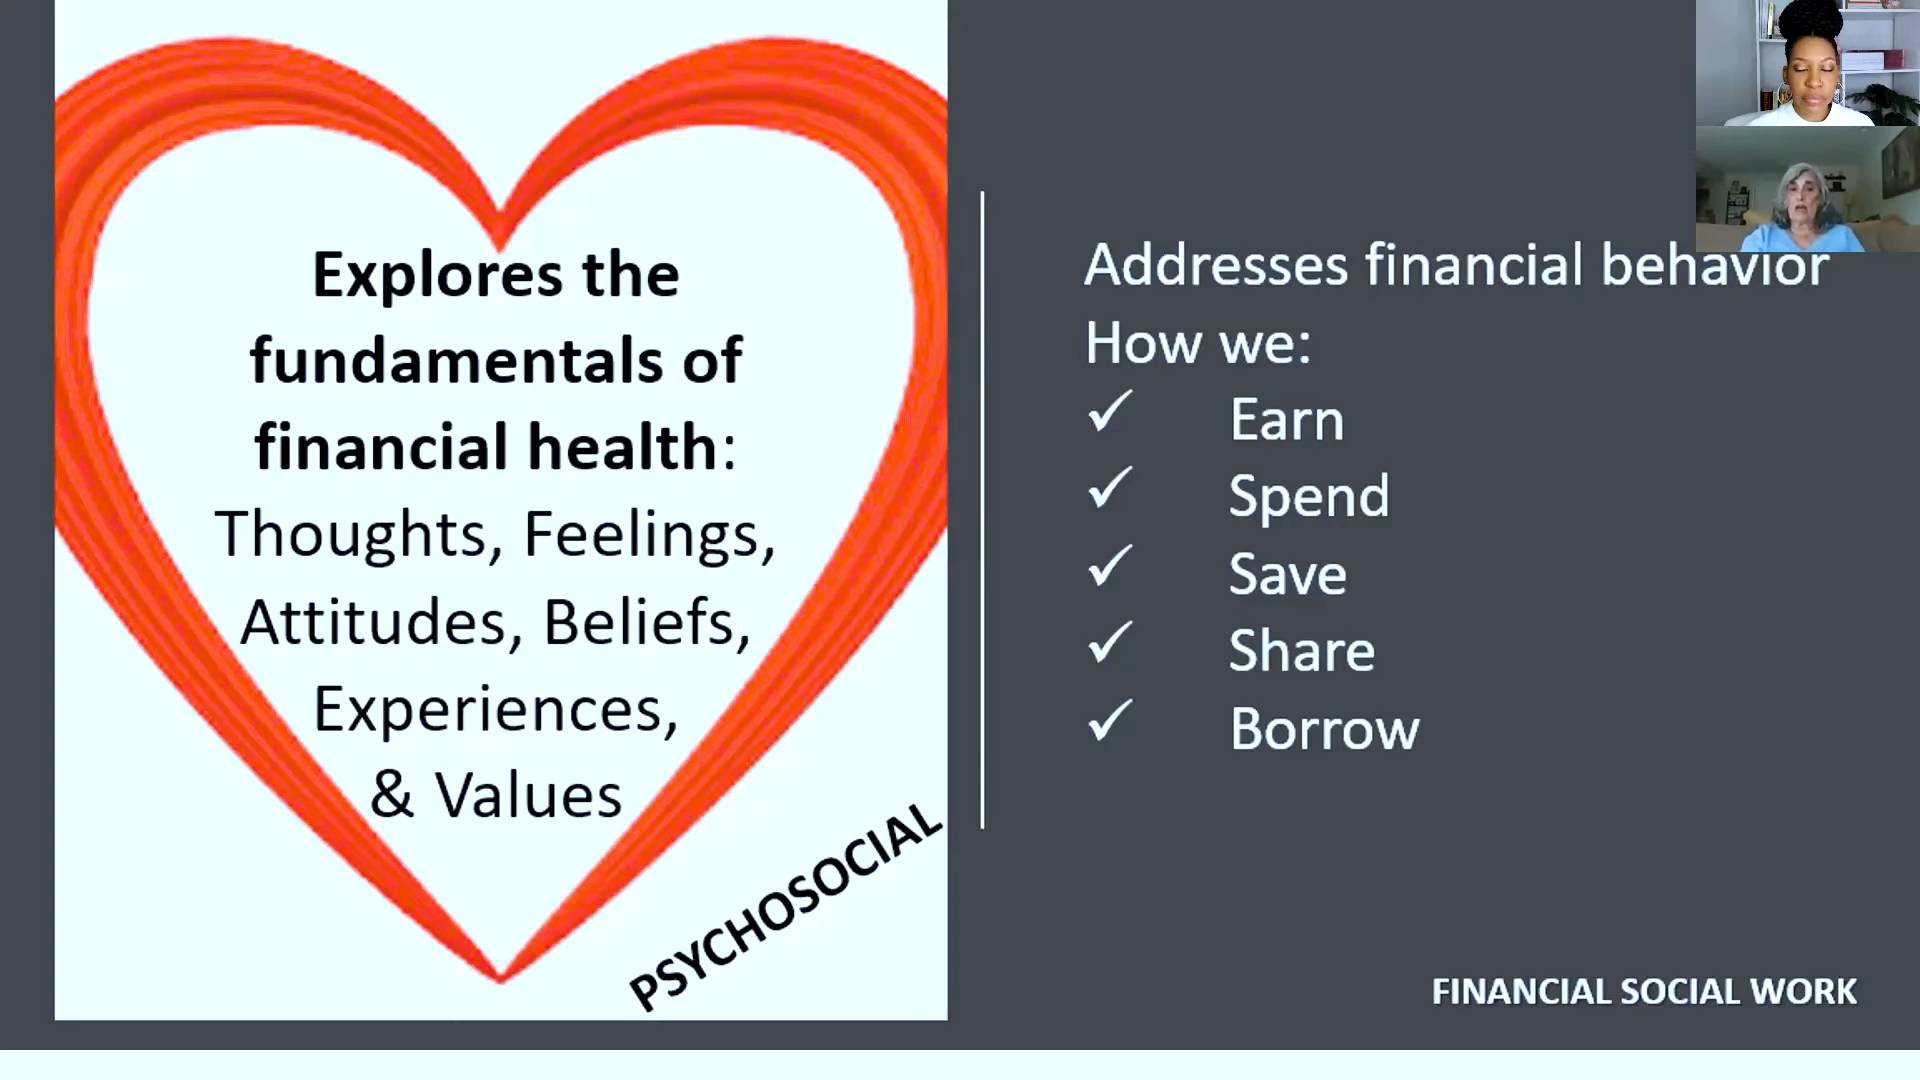 Explores the
fundamentals of
financial health:
Thoughts, Feelings,
Attitudes, Beliefs,
Experiences,
& Values
PSYCHOSOCIAL
Addresses financial behavior
How we:
✓ Earn
✓ Spend
✓ Save
✓ Share
✓ Borrow
FINANCIAL SOCIAL WORK